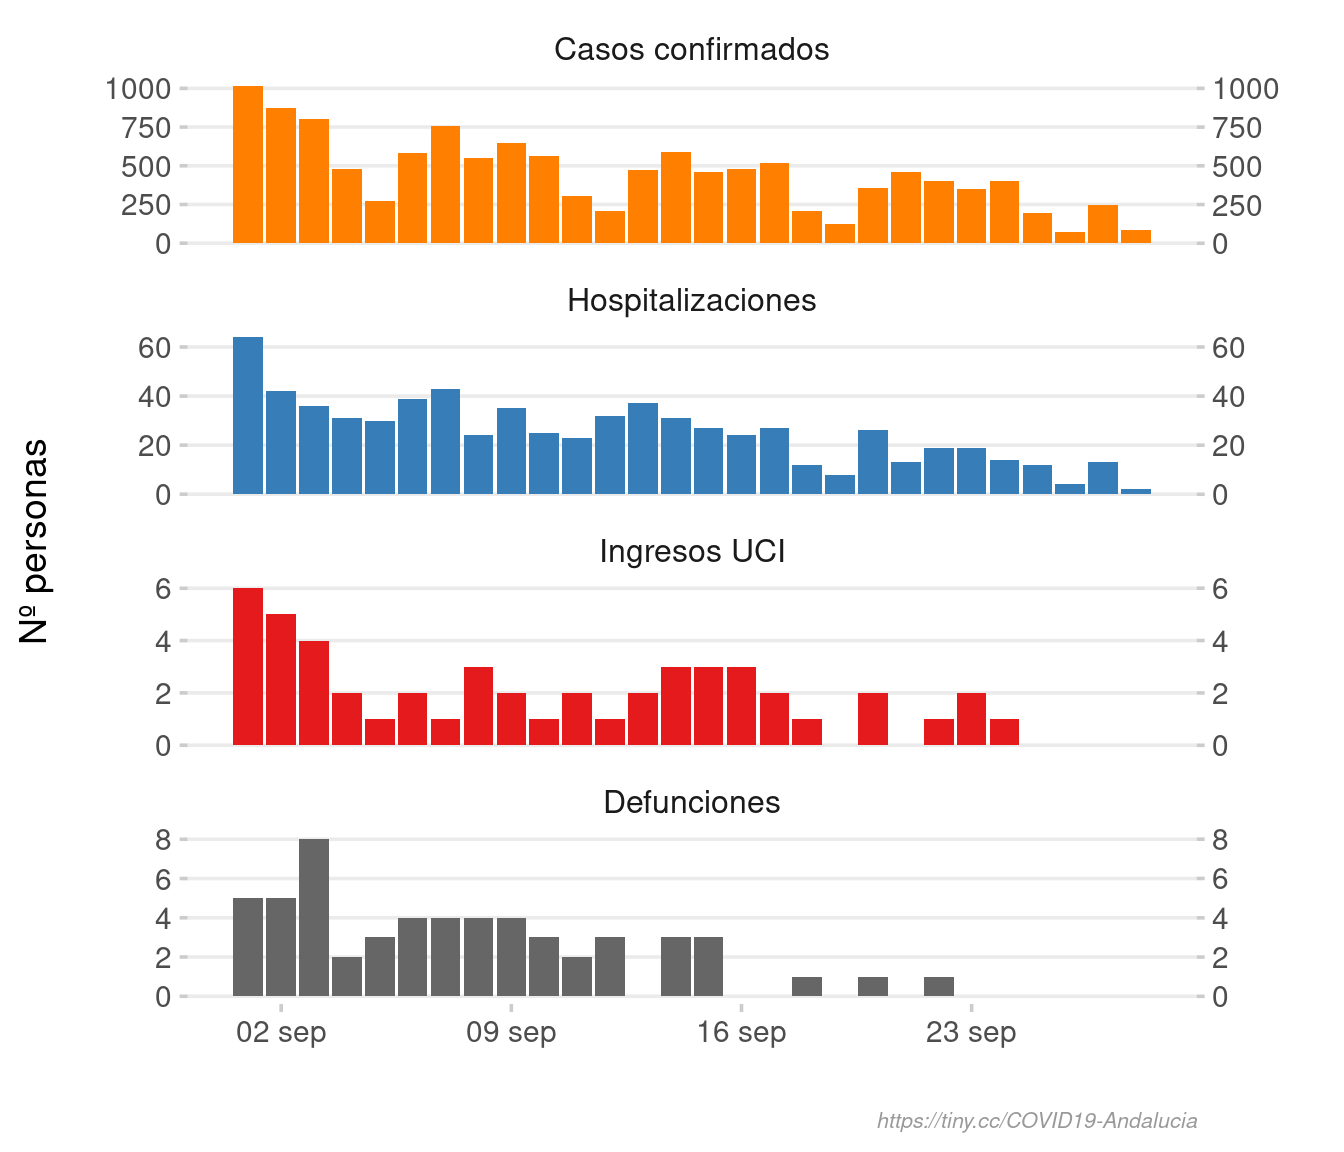 Casos confirmados
1000 1000
750 750
500 500
250 250
0 0
Hospitalizaciones
60 60
40 40
20 20
0 0
Nº personas
Ingresos UCI
6 6
4 4
2 2
0 0
Defunciones
8 8
6 6
4 4
2 2
0 0
02 sep 09 sep 16 sep 23 sep
https://tiny.cc/COVID19-Andalucia